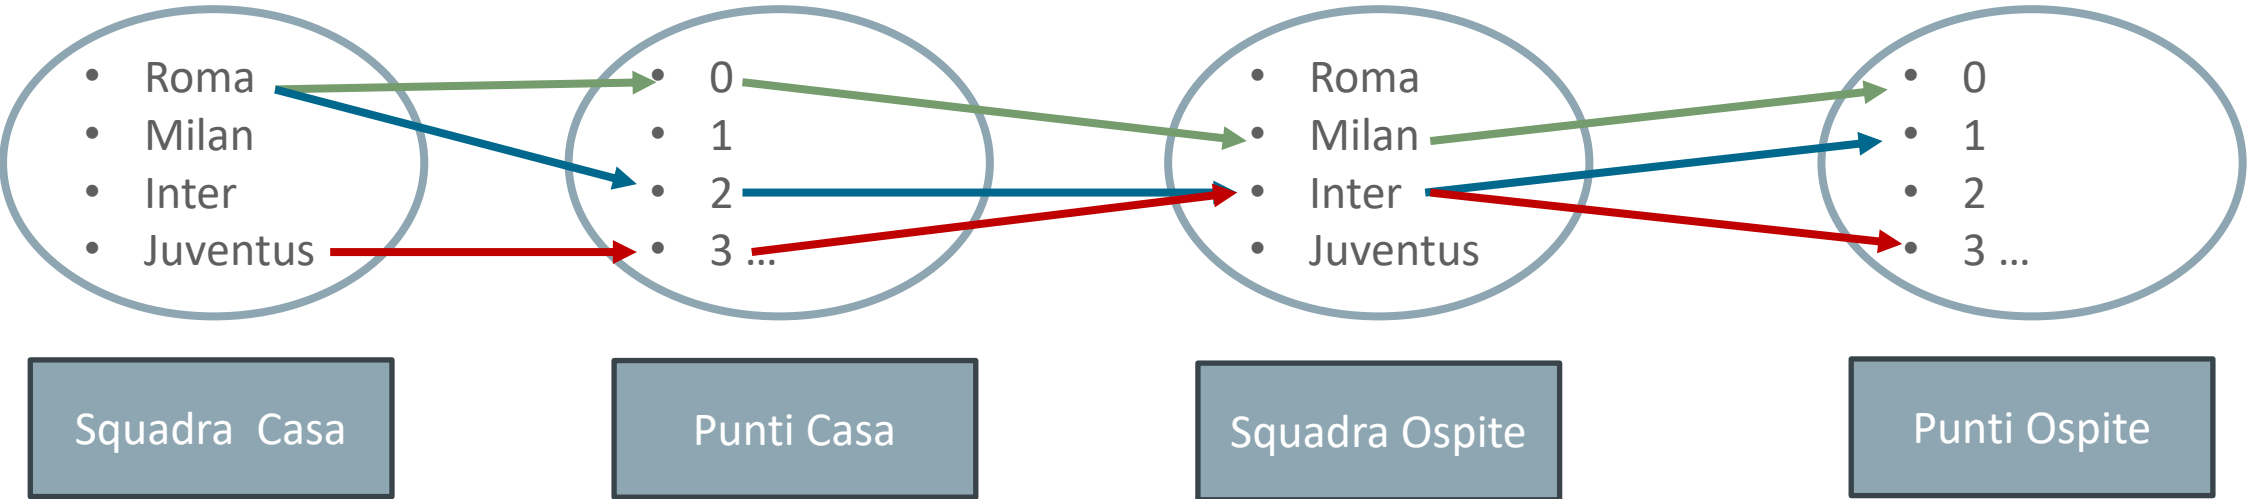 • Roma
• Milan
• Inter
• Juventus
• 0
• 1
• 2
• 3 ...
• Roma
• Milan
• Inter
• Juventus
• 0
• 1
• 2
• 3 ...
Squadra Casa
Punti Casa
Squadra Ospite
Punti Ospite